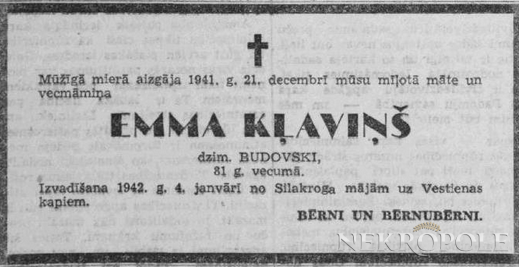 Mūžīgā mierā aizgāja 1941. g. 21. decembrī mūsu mīļotā māte un
vecmāmiņa
EMMA KĻAVIŅŠ
dzim. BUDOVSKI,
81 g. vecumā.
Izvadīšana 1942. g. 4. janvārī no Silakroga mājām uz Vestienas
kapiem.
BĒRNI UN BĒRNUBĒRNI.
NEKROPOLE